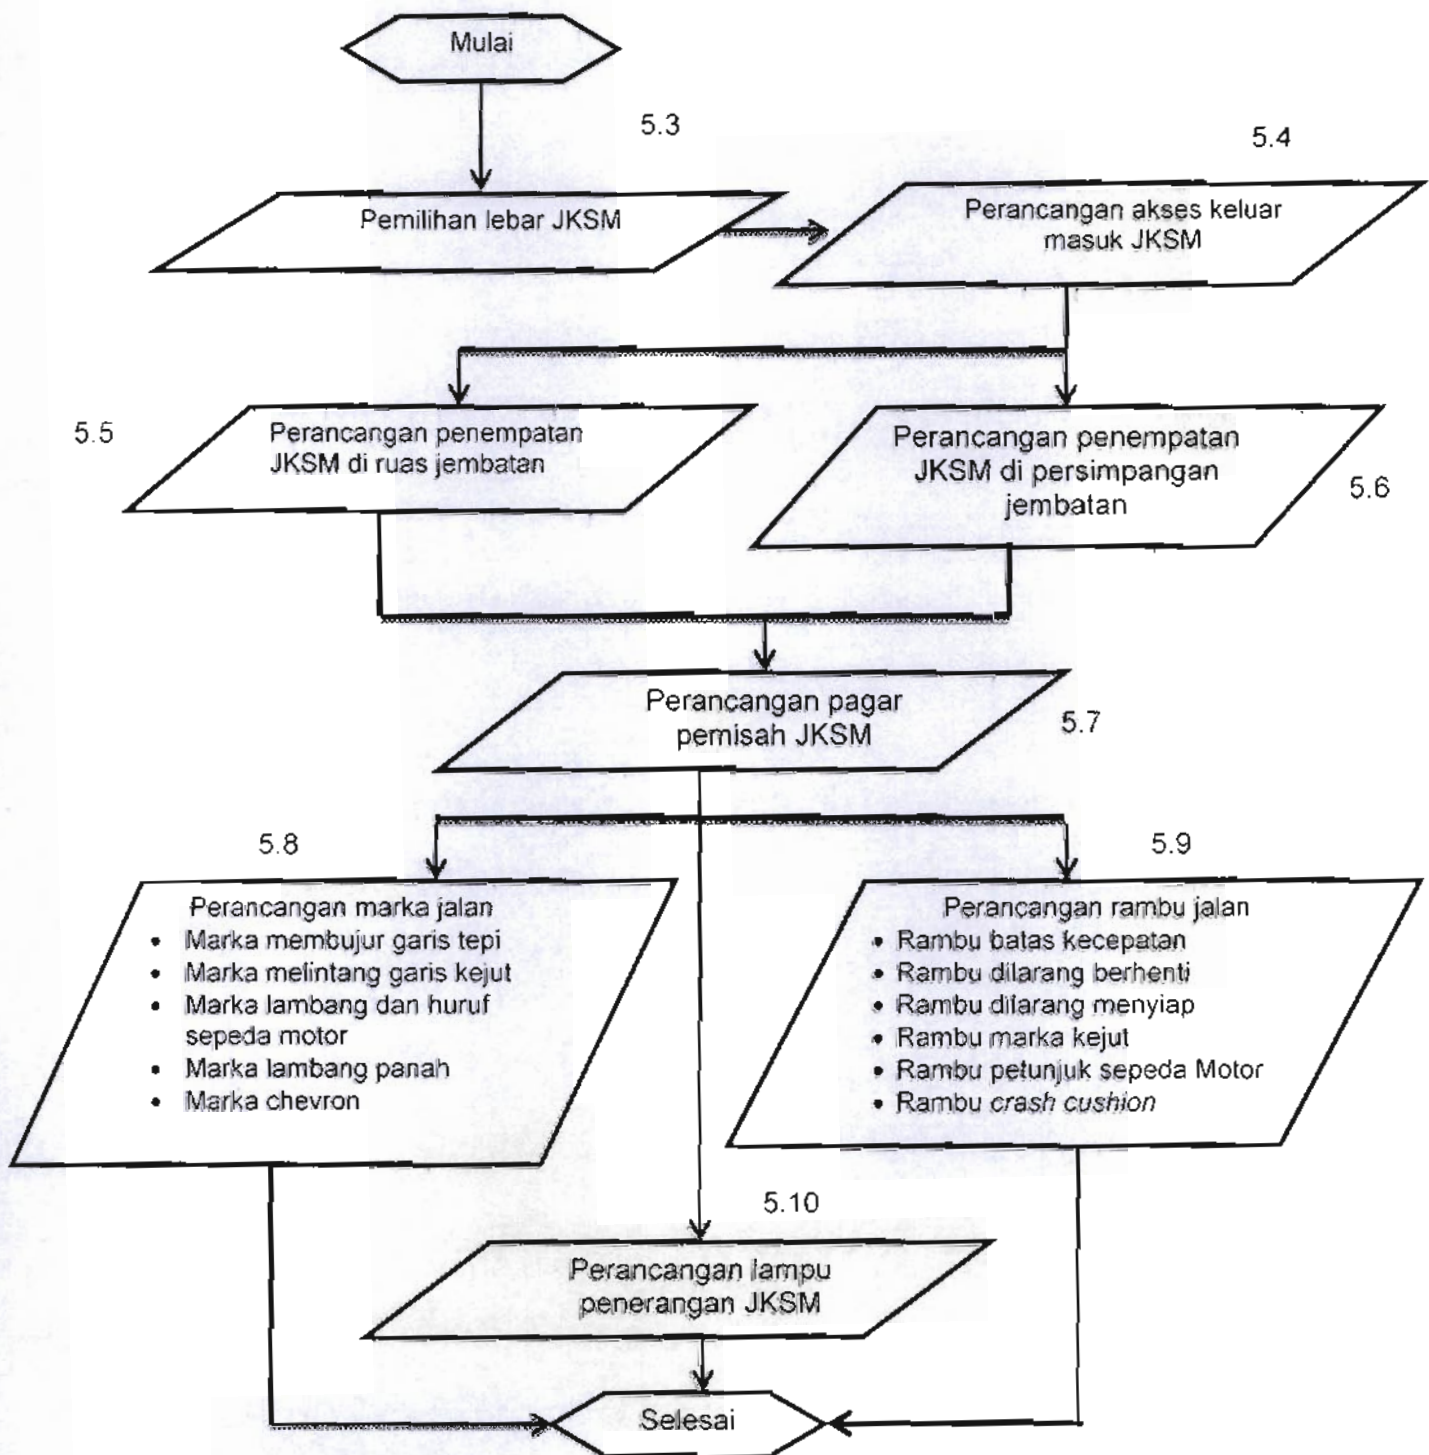 Mulai
5.3
5.4
Pemilihan lebar JKSM
Perancangan akses keluar
masuk JKSM
5.5
Perancangan penempatan
JKSM di ruas jembatan
Perancangan penempatan
JKSM di persimpangan
jembatan
5.6
Perancangan pagar
pemisah JKSM
5.7
5.8
5.9
Perancangan marka jalan
• Marka membujur garis tepi
• Marka melintang garis kejut
• Marka lambang dan huruf
sepeda motor
• Marka lambang panah
• Marka chevron
Perancangan rambu jalan
• Rambu batas kecepatan
• Rambu dilarang berhenti
• Rambu dilarang menyiap
• Rambu marka kejut
• Rambu petunjuk sepeda Motor
• Rambu crash cushion
5.10
Perancangan lampu
penerangan JKSM
Selesai